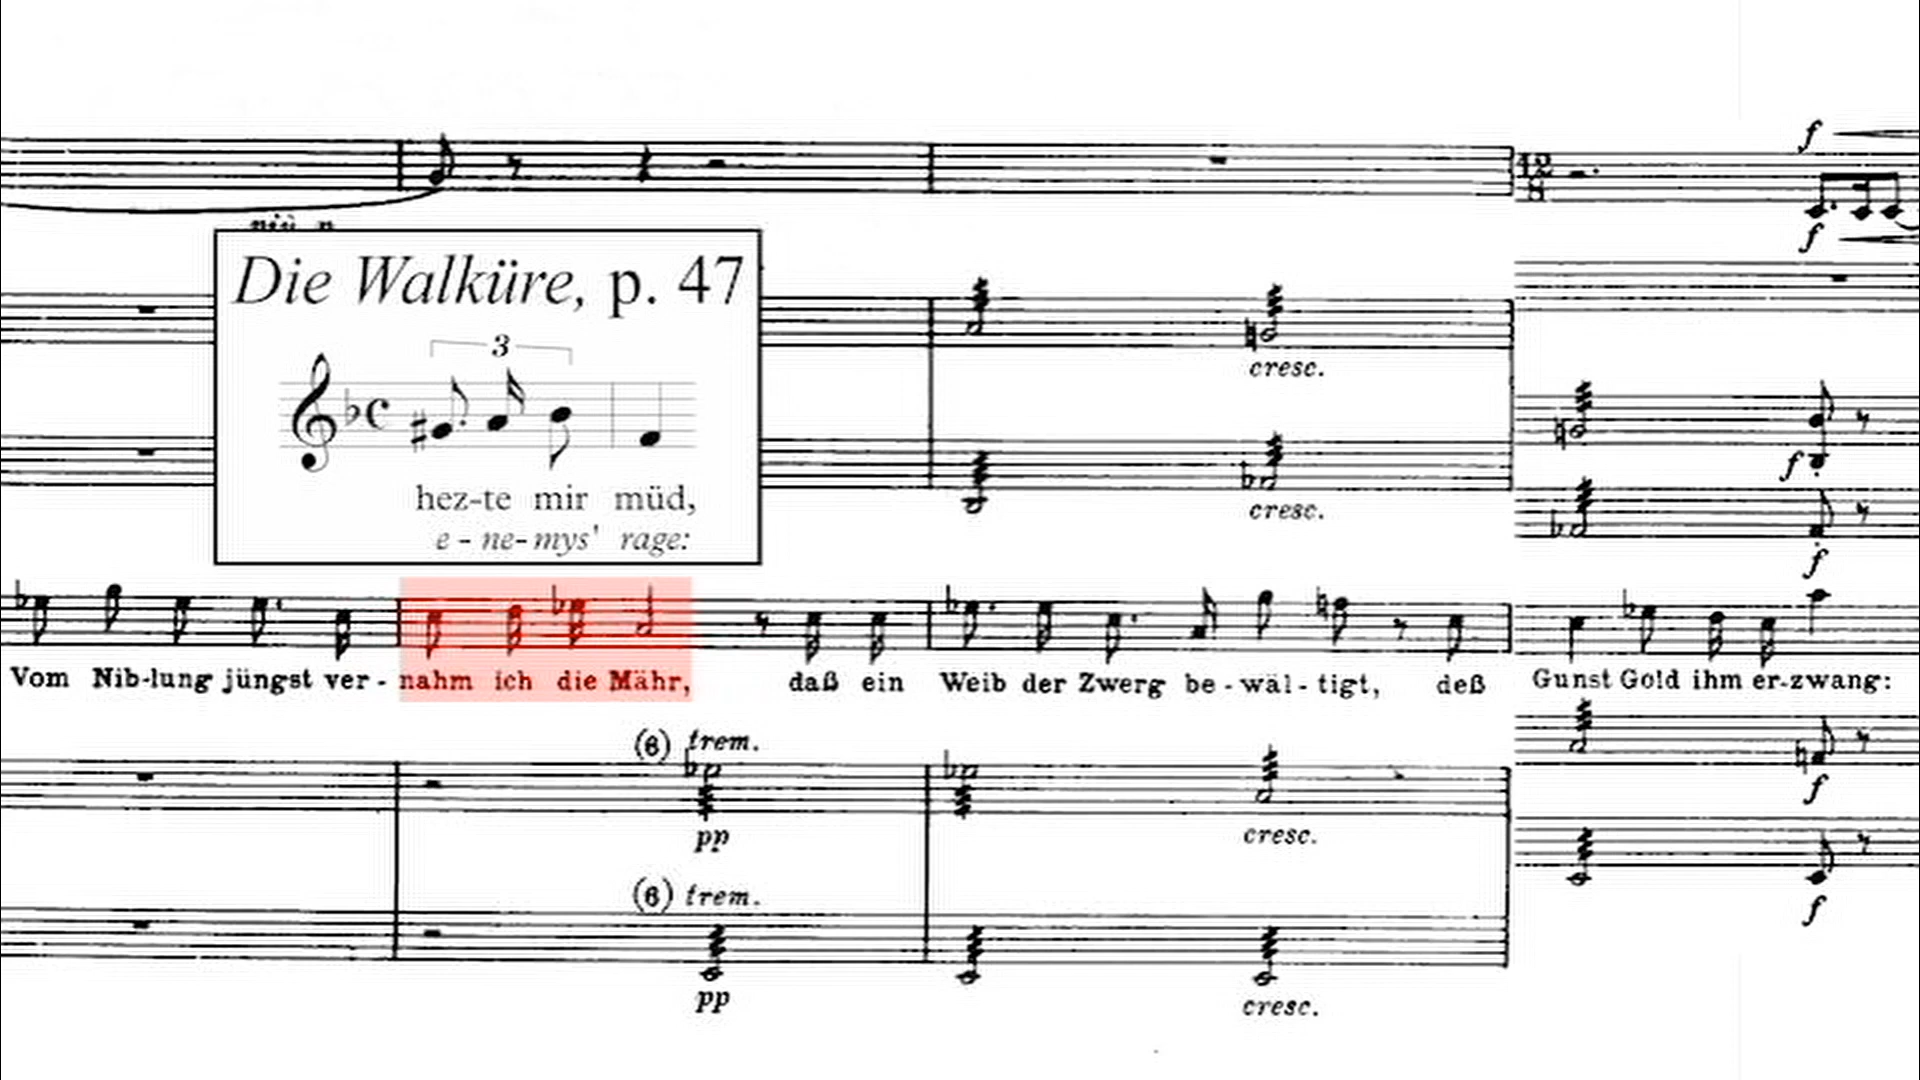 f
12
8
f
Die Walküre, p. 47
3
hez-te mir müd,
e - ne-mys' rage:
cresc.
cresc.
f
f
Vom Nib-lung jüngst ver - nahm ich die Mähr, daß ein Weib der Zwerg be - wäl - tigt, deß Gunst Gold ihm er-zwang:
(6) trem.
pp
cresc.
f
(6) trem.
pp
cresc.
f